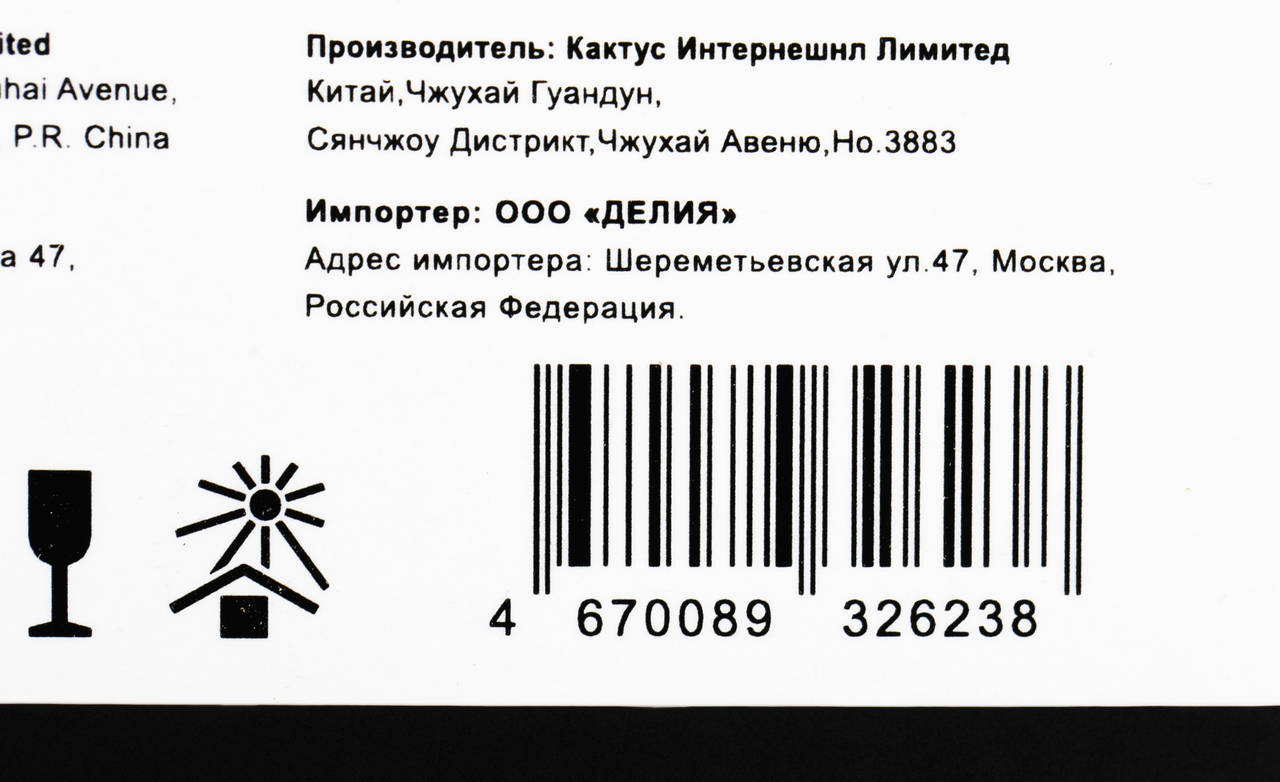 ited
hai Avenue,
P.R. China
а 47,
Производитель: Кактус Интернешнл Лимитед
Китай,Чжухай Гуандун,
Сянчжоу Дистрикт,Чжухай Авеню,Но.3883
Импортер: ООО «ДЕЛИЯ»
Адрес импортера: Шереметьевская ул.47, Москва,
Российская Федерация.
4 670089 326238